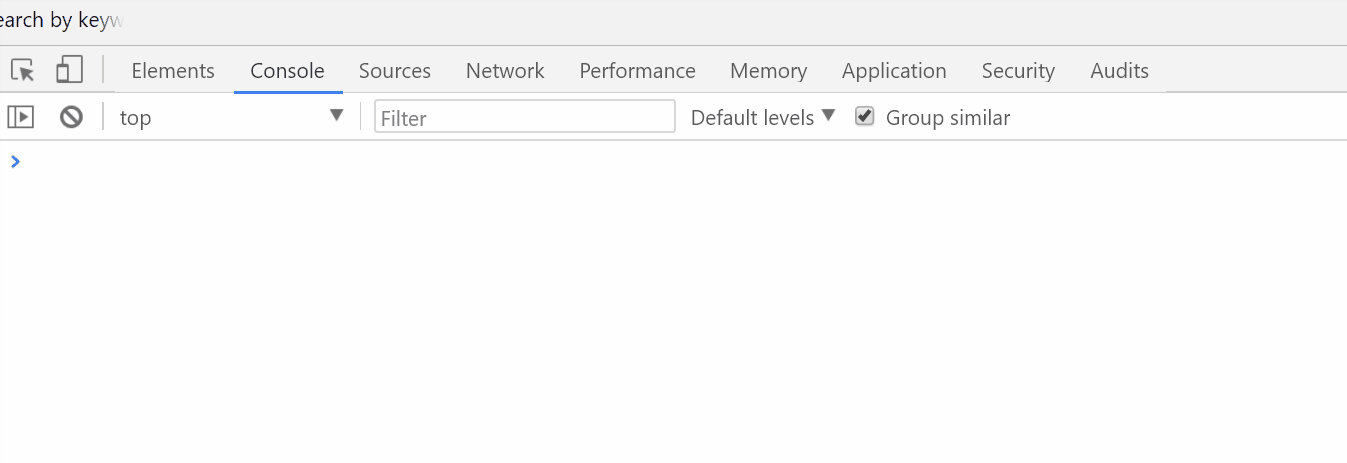 earch by keyw
Elements Console Sources Network Performance Memory Application Security Audits
top Filter Default levels Group similar